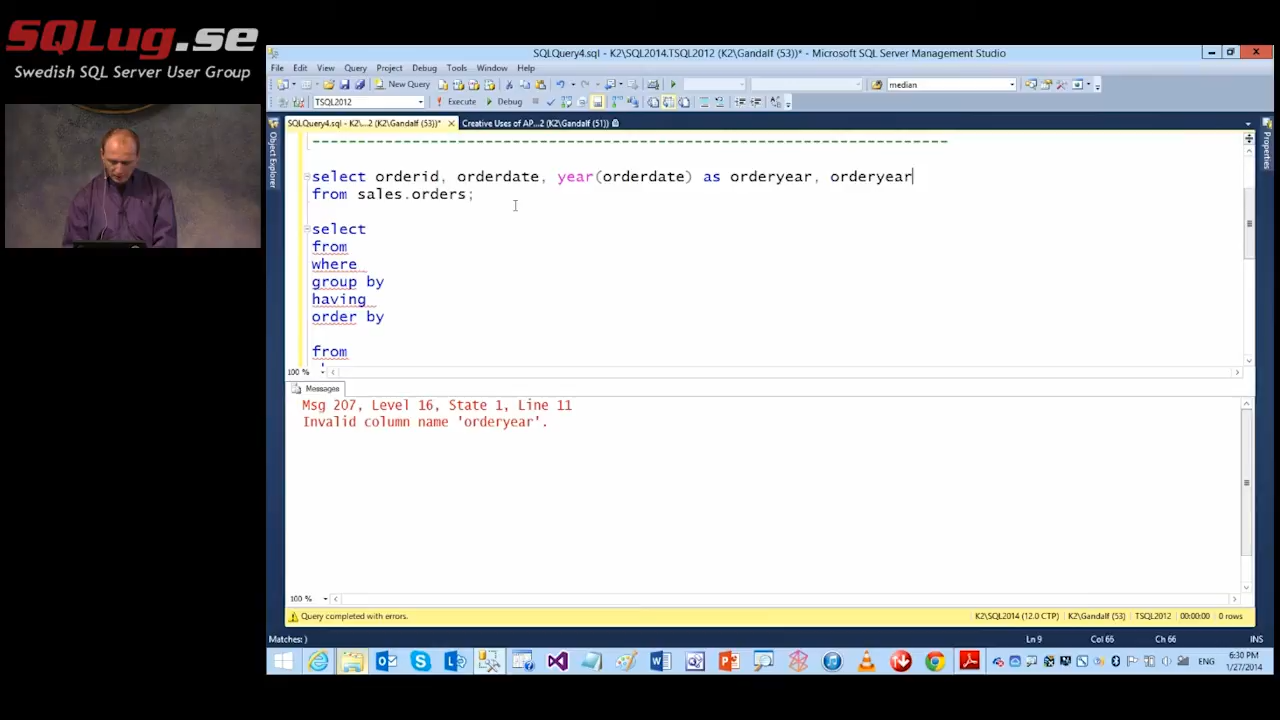 SQLug.se
Swedish SQL Server User Group
SQLQuery4.sql - K2\SQL2014.TSQL2012 (K2\Gandalf (53))* - Microsoft SQL Server Management Studio
File Edit View Query Project Debug Tools Window Help
New Query
median
TSQL2012
Execute Debug
SQLQuery4.sql - K2\...2 (K2\Gandalf (53))* Creative Uses of AP...2 (K2\Gandalf (51))
Object Explorer
Properties
--------------------------------------------------------------------
select orderid, orderdate, year(orderdate) as orderyear, orderyear
from sales.orders;
select
from
where
group by
having
order by
from
100 %
Messages
Msg 207, Level 16, State 1, Line 11
Invalid column name 'orderyear'.
100 %
Query completed with errors.
K2\SQL2014 (12.0 CTP) K2\Gandalf (53) TSQL2012 00:00:00 0 rows
Matches: )
Ln 9 Col 66 Ch 66 INS
ENG
6:30 PM
1/27/2014